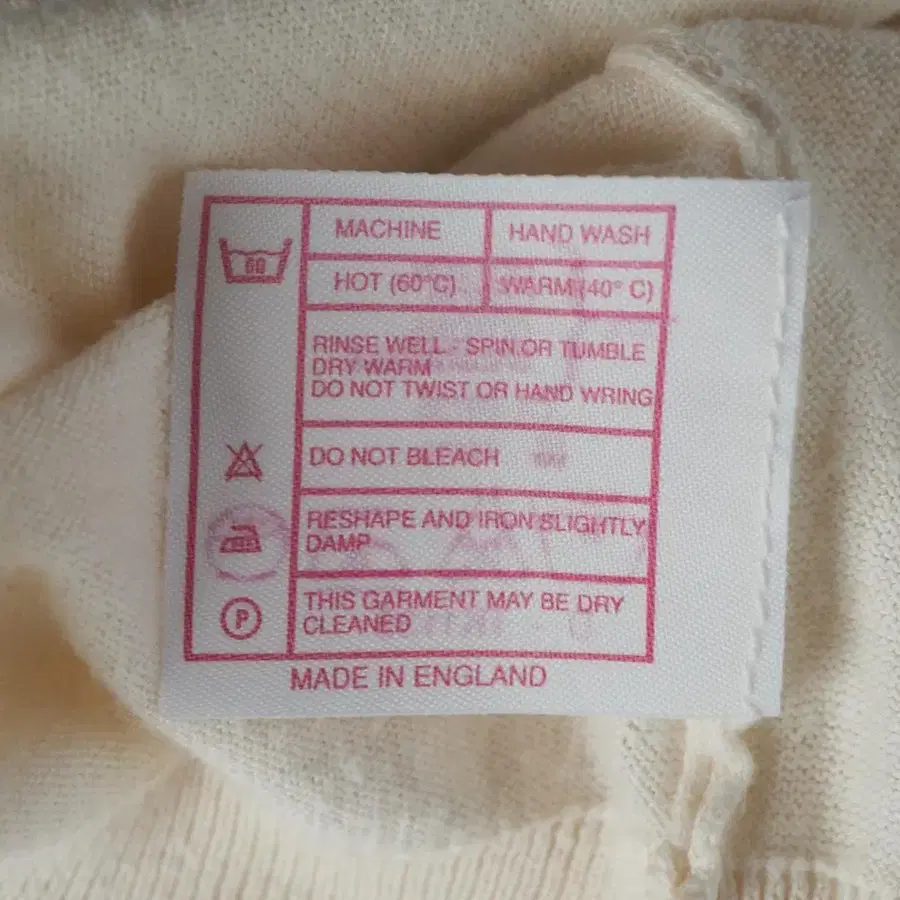 60
MACHINE
HAND WASH
HOT (60°C)
WARM (40° C)
RINSE WELL - SPIN OR TUMBLE
DRY WARM
DO NOT TWIST OR HAND WRING
DO NOT BLEACH
RESHAPE AND IRON SLIGHTLY
DAMP
P
THIS GARMENT MAY BE DRY
CLEANED
MADE IN ENGLAND